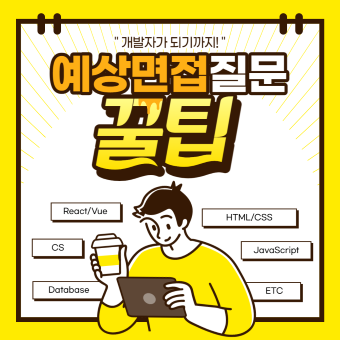 " 개발자가 되기까지! "
예상면접질문
꿀팁
React/Vue
HTML/CSS
CS
JavaScript
Database
ETC